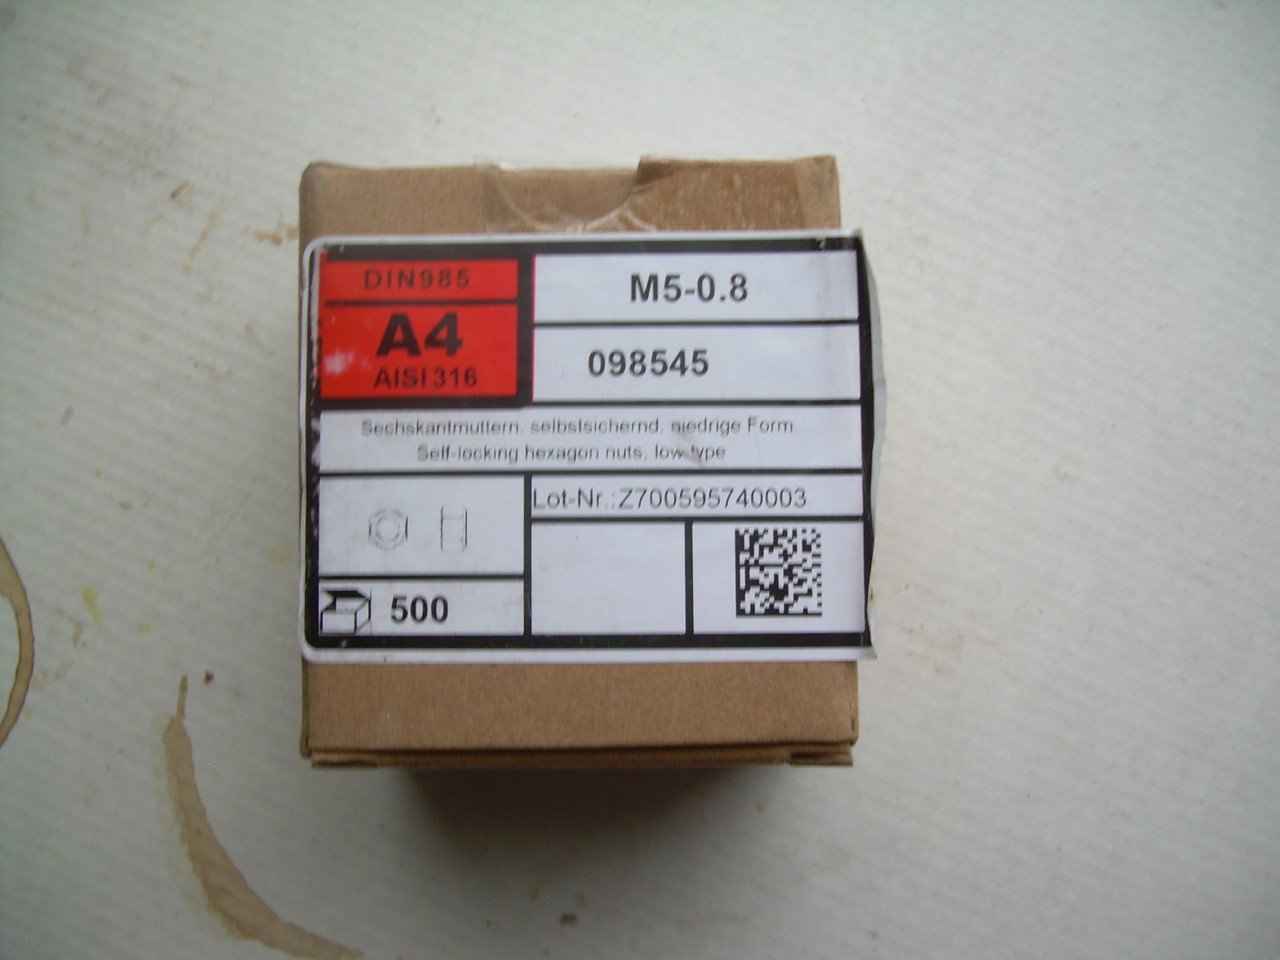 DIN985
A4
AISI 316
M5-0.8
098545
Sechskantmuttern, selbstsichernd, niedrige Form
Self-locking hexagon nuts, low type
Lot-Nr.:Z700595740003
500